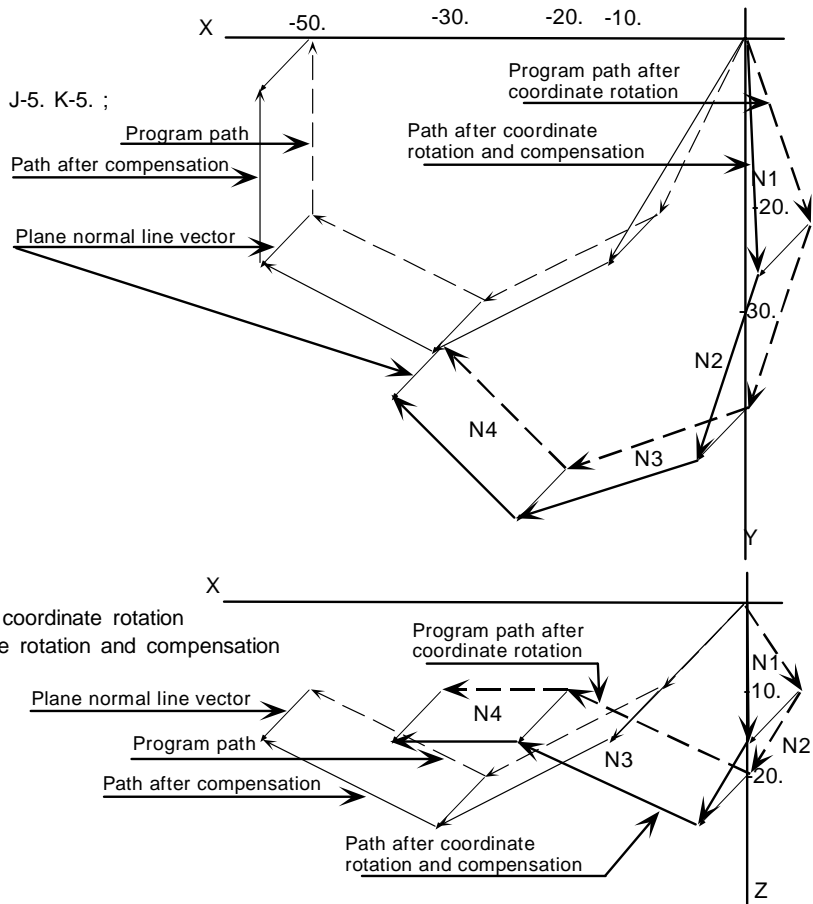 X
-50.
-30.
-20.
-10.
Program path after
coordinate rotation
J-5. K-5. ;
Program path
Path after coordinate
rotation and compensation
Path after compensation
N1
-20.
Plane normal line vector
-30.
N2
N4
N3
Y
X
coordinate rotation
e rotation and compensation
Program path after
coordinate rotation
N1
-10.
Plane normal line vector
N4
N2
Program path
N3
-20.
Path after compensation
Path after coordinate
rotation and compensation
Z